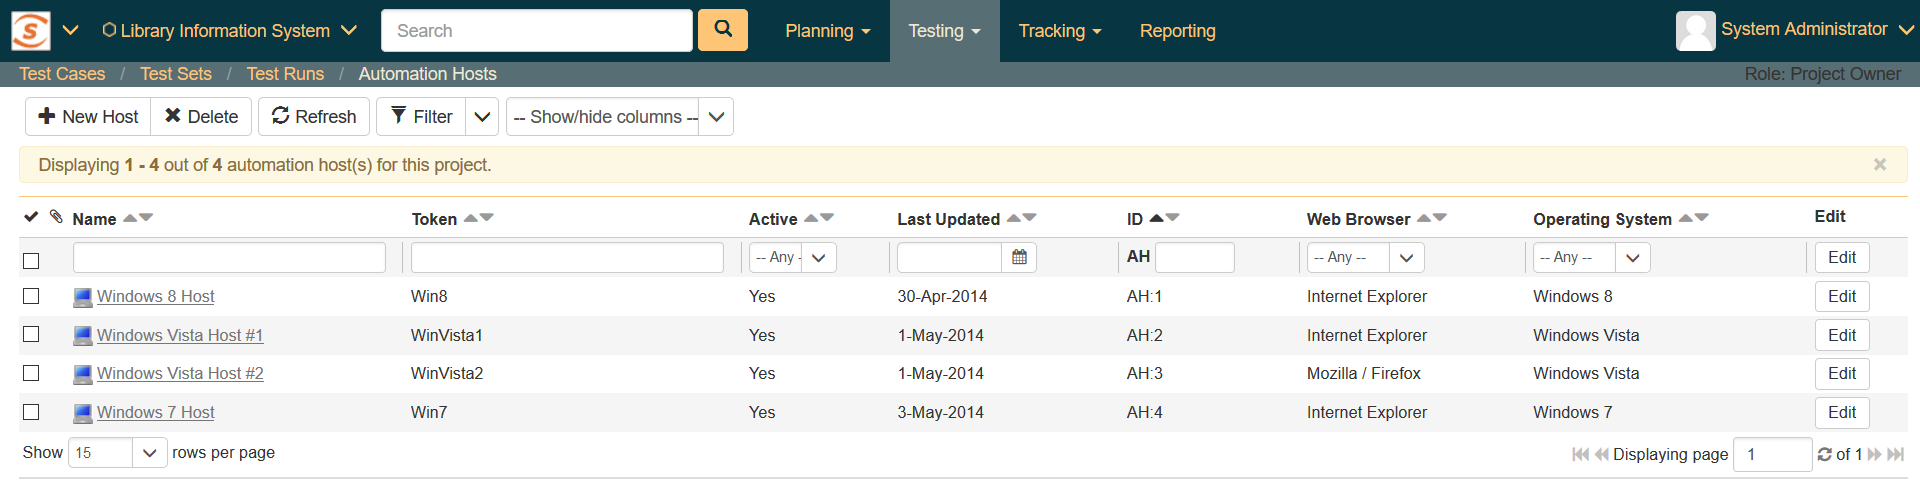 S Library Information System Search Planning Testing Tracking Reporting System Administrator
Test Cases / Test Sets / Test Runs / Automation Hosts Role: Project Owner
New Host Delete Refresh Filter -- Show/hide columns --
Displaying 1 - 4 out of 4 automation host(s) for this project. ×
Name Token Active Last Updated ID Web Browser Operating System Edit
-- Any - AH -- Any -- -- Any -- Edit
Windows 8 Host Win8 Yes 30-Apr-2014 AH:1 Internet Explorer Windows 8 Edit
Windows Vista Host #1 WinVista1 Yes 1-May-2014 AH:2 Internet Explorer Windows Vista Edit
Windows Vista Host #2 WinVista2 Yes 1-May-2014 AH:3 Mozilla / Firefox Windows Vista Edit
Windows 7 Host Win7 Yes 3-May-2014 AH:4 Internet Explorer Windows 7 Edit
Show 15 rows per page Displaying page 1 of 1